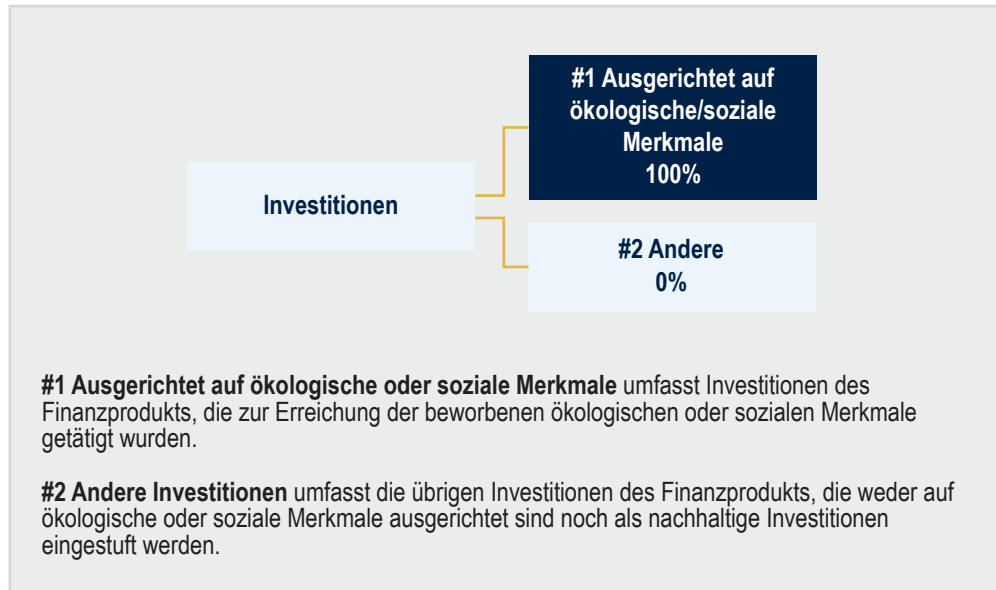 #1 Ausgerichtet auf
ökologische/soziale
Merkmale
100%
Investitionen
#2 Andere
0%
#1 Ausgerichtet auf ökologische oder soziale Merkmale umfasst Investitionen des
Finanzprodukts, die zur Erreichung der beworbenen ökologischen oder sozialen Merkmale
getätigt wurden.
#2 Andere Investitionen umfasst die übrigen Investitionen des Finanzprodukts, die weder auf
ökologische oder soziale Merkmale ausgerichtet sind noch als nachhaltige Investitionen
eingestuft werden.